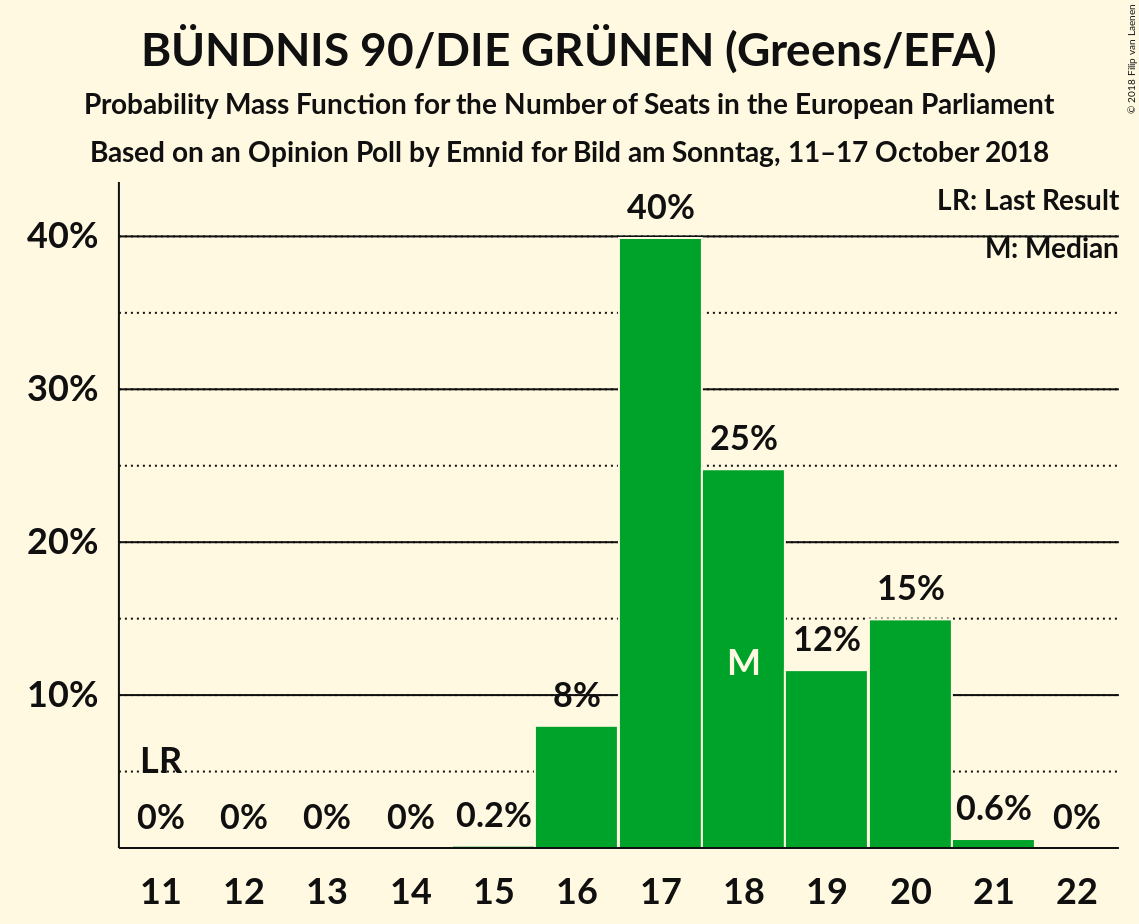 BÜNDNIS 90/DIE GRÜNEN (Greens/EFA)
Probability Mass Function for the Number of Seats in the European Parliament
Based on an Opinion Poll by Emnid for Bild am Sonntag, 11–17 October 2018
© 2018 Filip van Laenen
LR: Last Result
M: Median
40%
30%
20%
10%
LR
0%
0%
0%
0%
0.2%
8%
40%
25%
M
12%
15%
0.6%
0%
11 12 13 14 15 16 17 18 19 20 21 22